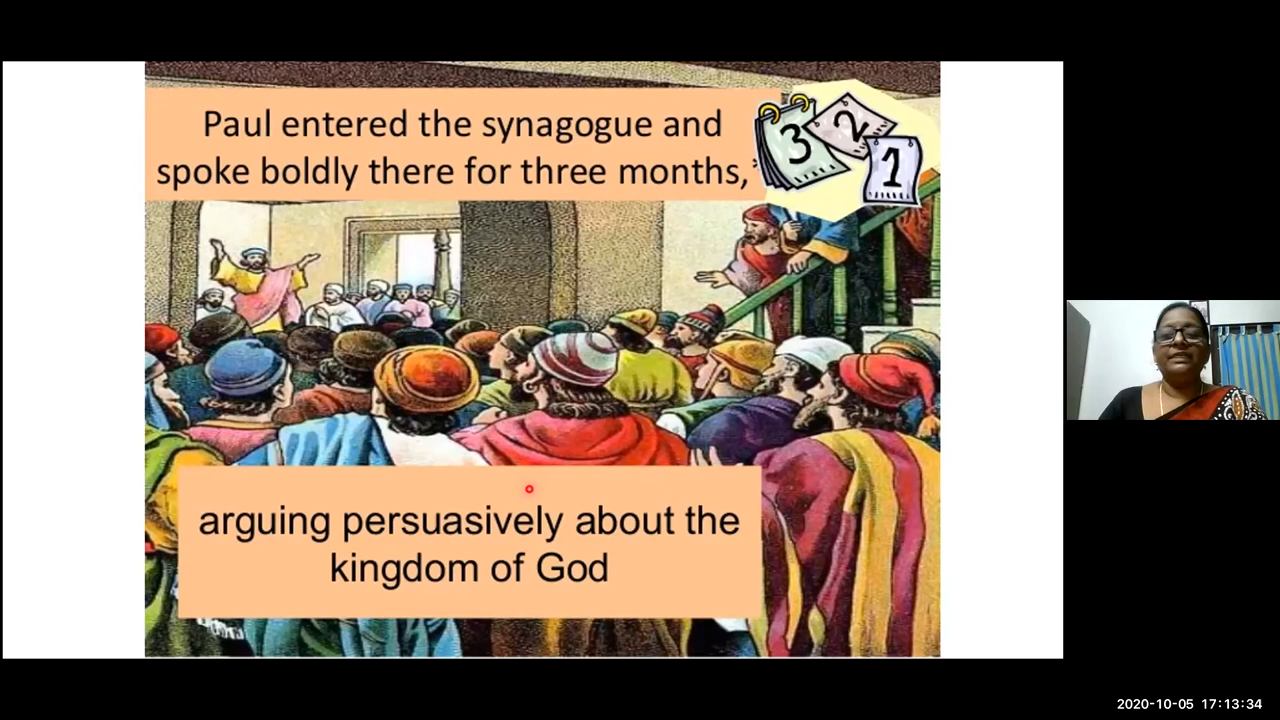 Paul entered the synagogue and
spoke boldly there for three months,
3
2
1
arguing persuasively about the
kingdom of God
2020-10-05 17:13:34